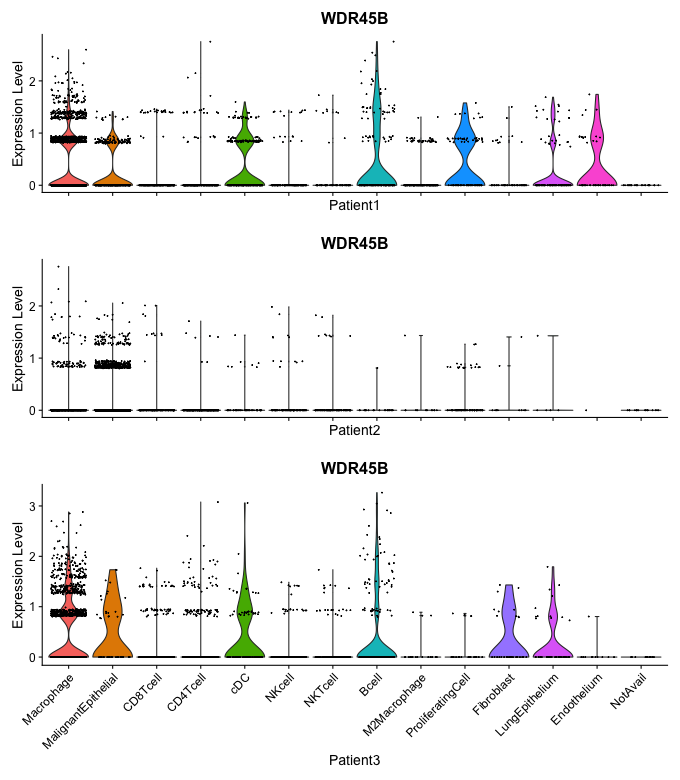 WDR45B
Expression Level
2
1
0
Patient1
WDR45B
Expression Level
2
1
0
Patient2
WDR45B
Expression Level
3
2
1
0
Macrophage
MalignantEpithelial
CD8Tcell
CD4Tcell
cDC
NKcell
NKTcell
Bcell
M2Macrophage
ProliferatingCell
Fibroblast
LungEpithelium
Endothelium
NotAvail
Patient3